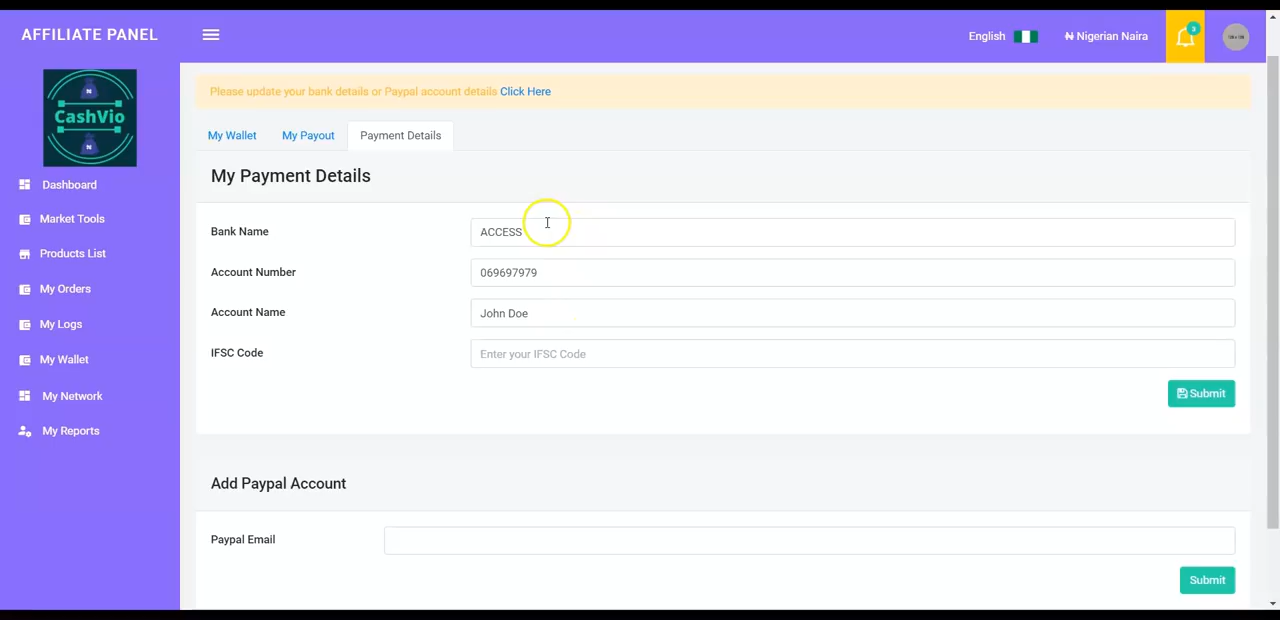 AFFILIATE PANEL
English
₦ Nigerian Naira
3
CashVio
Please update your bank details or Paypal account details Click Here
My Wallet
My Payout
Payment Details
Dashboard
Market Tools
Products List
My Orders
My Logs
My Wallet
My Network
My Reports
My Payment Details
Bank Name
ACCESS
Account Number
069697979
Account Name
John Doe
IFSC Code
Enter your IFSC Code
Submit
Add Paypal Account
Paypal Email
Submit